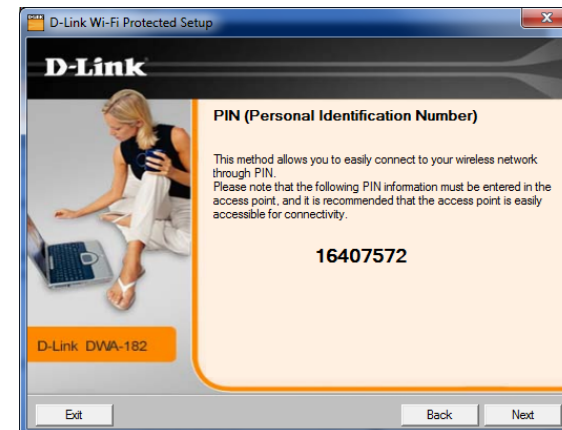 D-Link Wi-Fi Protected Setup
D-Link
PIN (Personal Identification Number)
This method allows you to easily connect to your wireless network
through PIN.
Please note that the following PIN information must be entered in the
access point, and it is recommended that the access point is easily
accessible for connectivity.
16407572
D-Link DWA-182
Exit
Back
Next